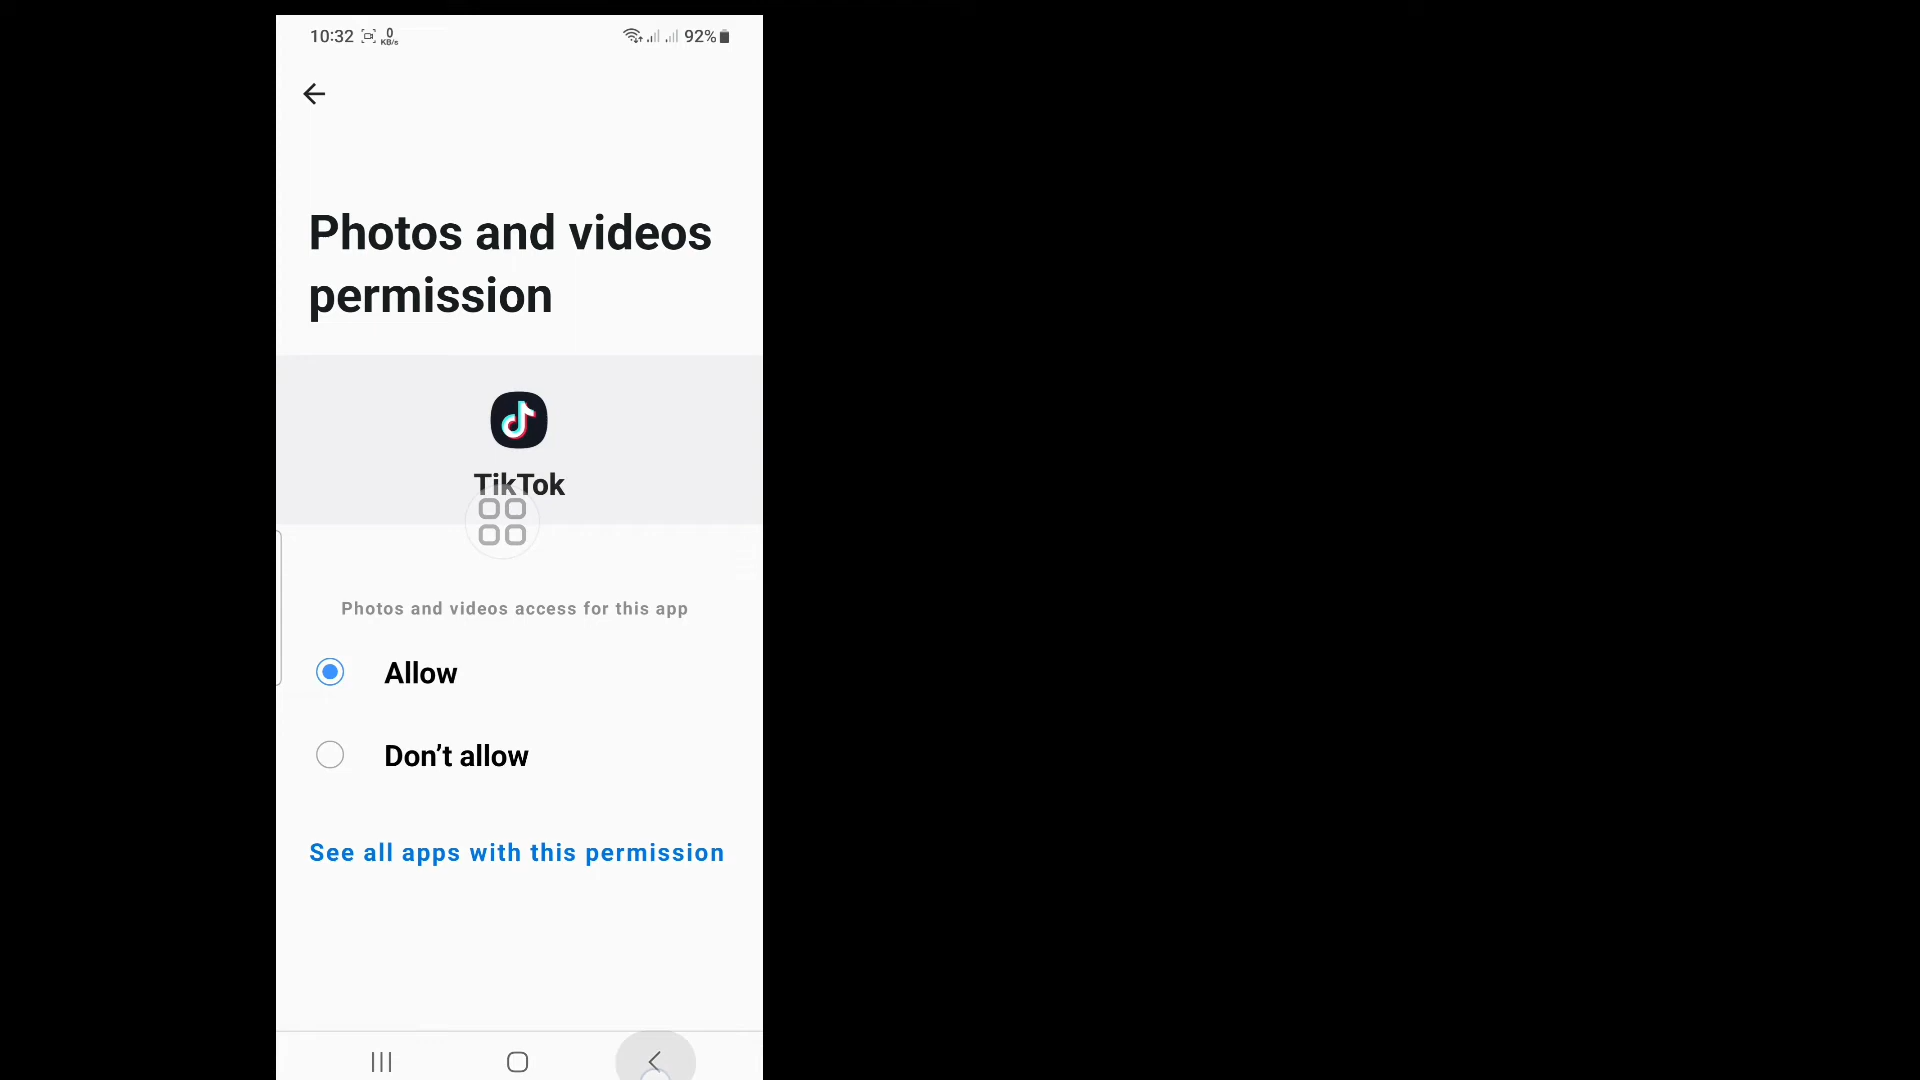 10:32 0 KB/s 92%
Photos and videos
permission
TikTok
Photos and videos access for this app
Allow
Don’t allow
See all apps with this permission